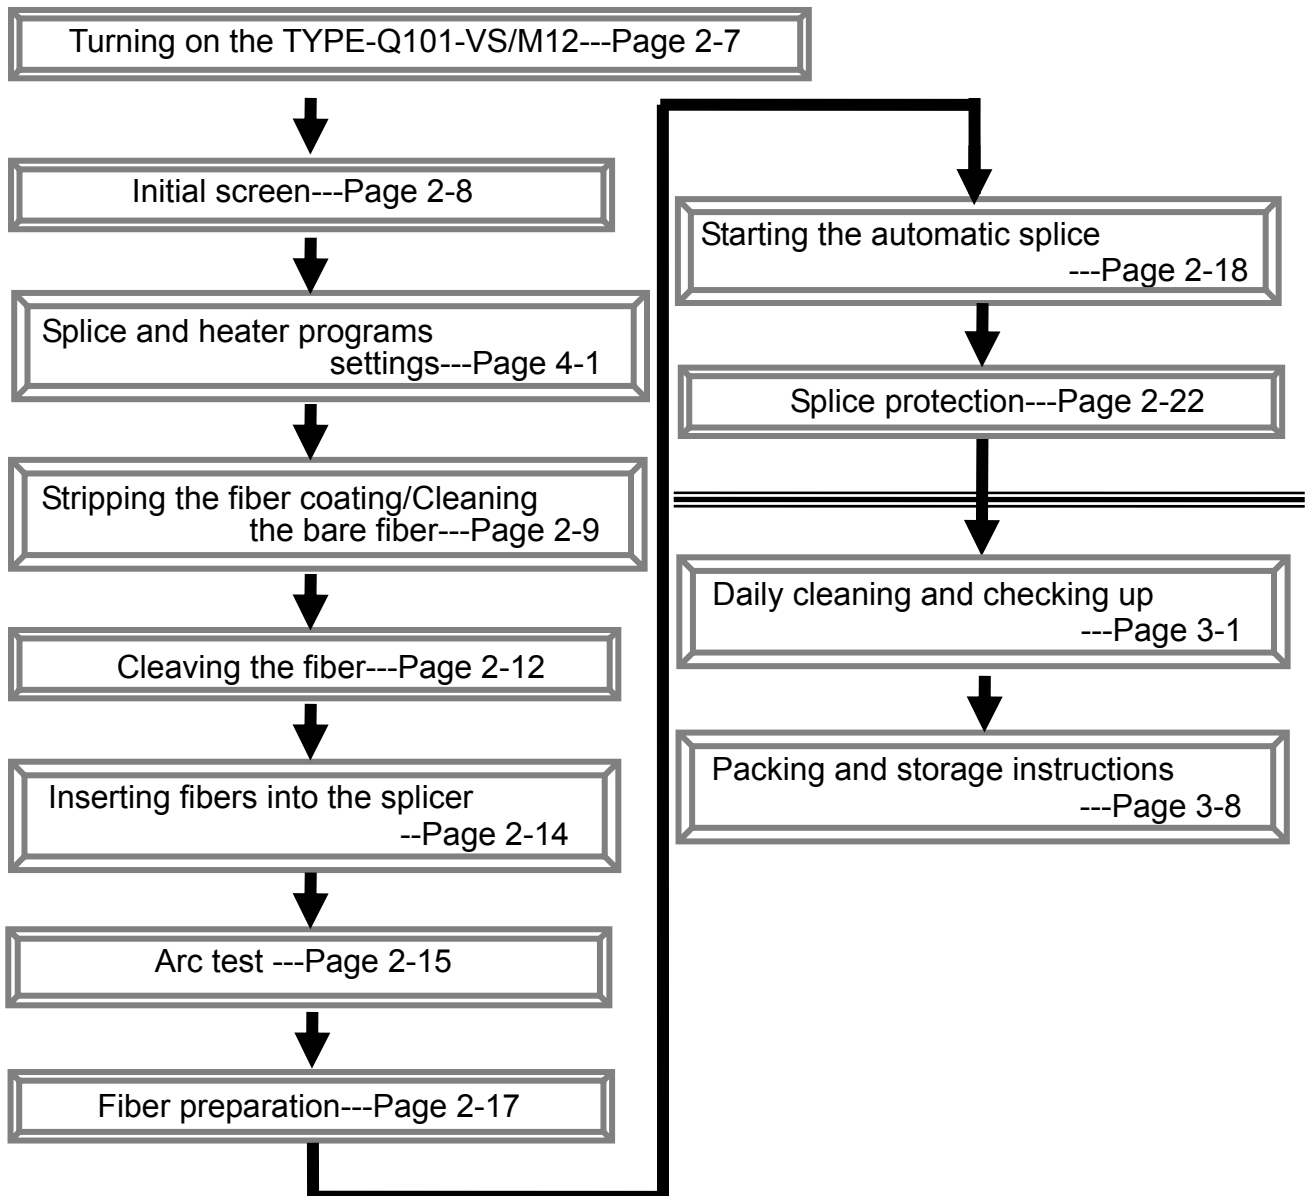 Turning on the TYPE-Q101-VS/M12---Page 2-7
Initial screen---Page 2-8
Splice and heater programs
settings---Page 4-1
Stripping the fiber coating/Cleaning
the bare fiber---Page 2-9
Cleaving the fiber---Page 2-12
Inserting fibers into the splicer
--Page 2-14
Arc test ---Page 2-15
Fiber preparation---Page 2-17
Starting the automatic splice
---Page 2-18
Splice protection---Page 2-22
Daily cleaning and checking up
---Page 3-1
Packing and storage instructions
---Page 3-8